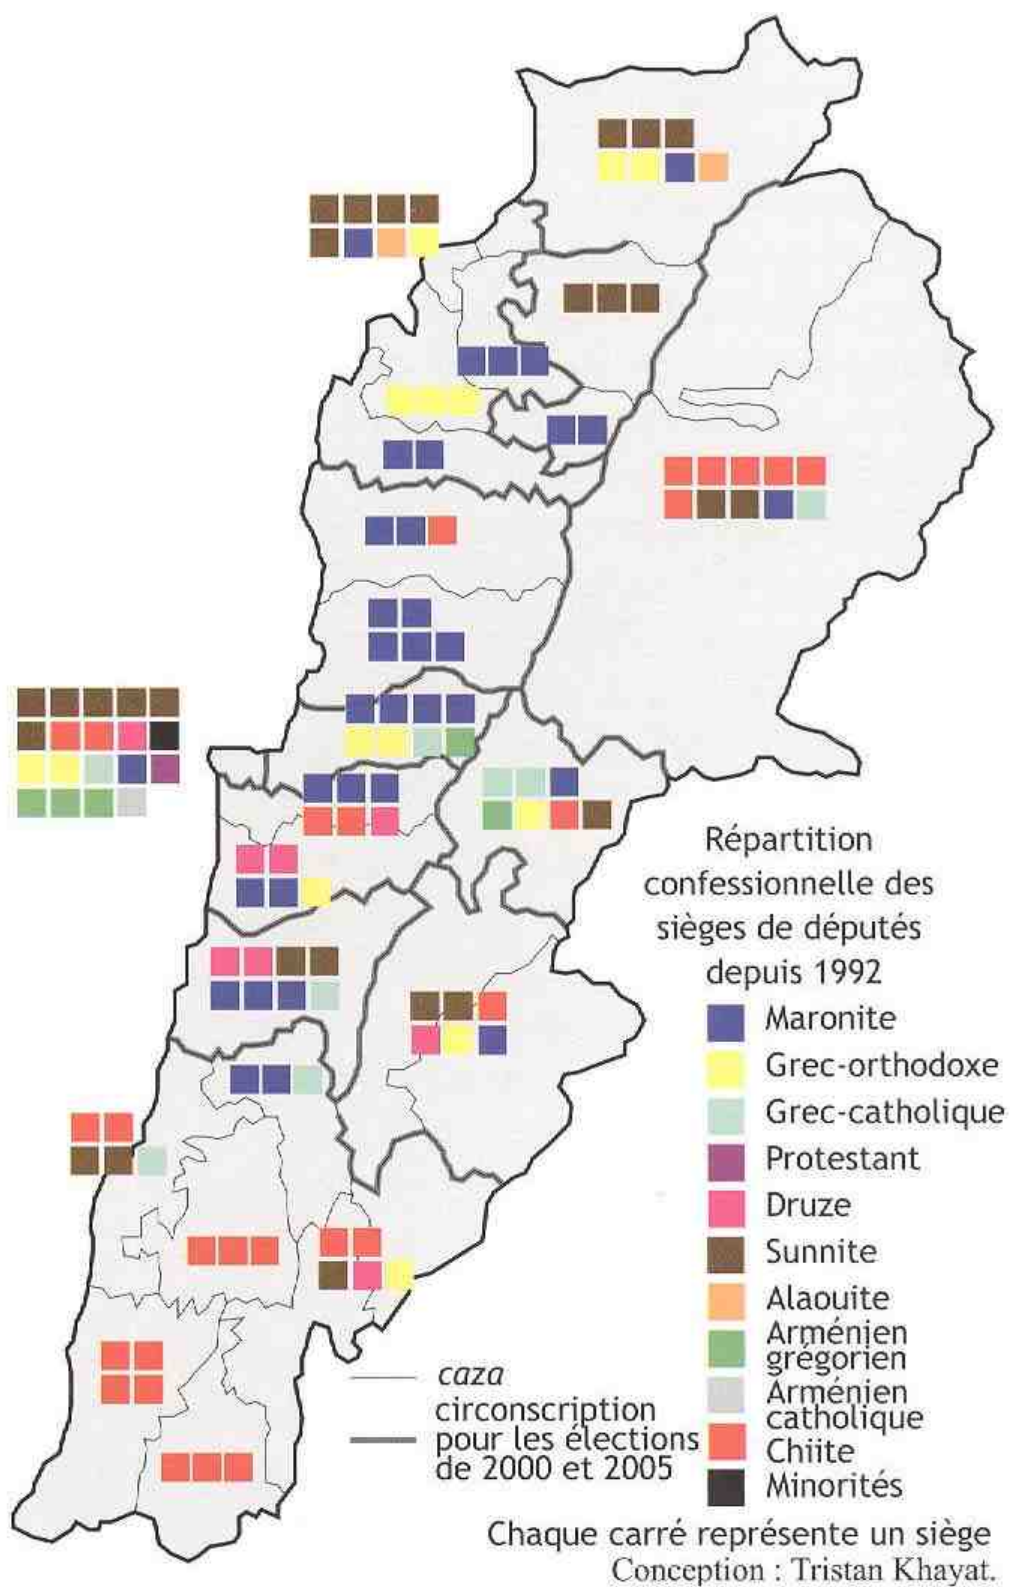 Répartition
confessionnelle des
sièges de députés
depuis 1992
Maronite
Grec-orthodoxe
Grec-catholique
Protestant
Druze
Sunnite
Alaouite
Arménien
grégorien
Arménien
catholique
Chiite
Minorités
caza
circonscription
pour les élections
de 2000 et 2005
Chaque carré représente un siège
Conception : Tristan Khayat.